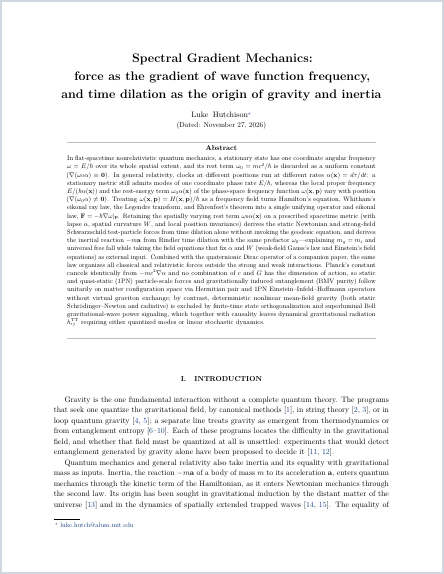 Spectral Gradient Mechanics:
force as the gradient of wave function frequency,
and time dilation as the origin of gravity and inertia
Luke Hutchison*
(Dated: November 27, 2026)
Abstract
In flat-spacetime nonrelativistic quantum mechanics, a stationary state has one coordinate angular
frequency ω = E/ħ over its whole spatial extent, and its rest term ω₀ = mc²/ħ is discarded as a uniform constant
(∇(ω₀α) ≡ 0). In general relativity, clocks at different positions run at different rates α(x) = dτ/dt: a
stationary metric still admits modes of one coordinate phase rate E/ħ, whereas the local proper frequency
E/(ħα(x)) and the rest-energy term ω₀α(x) of the phase-space frequency function ω(x, p) vary with position
(∇(ω₀α) ≠ 0). Treating ω(x, p) = H(x, p)/ħ as a frequency field turns Hamilton's equation, Whitham's
eikonal ray law, the Legendre transform, and Ehrenfest's theorem into a single unifying operator and eikonal
law, F = −ħ∇ω|ₚ. Retaining the spatially varying rest term ω₀α(x) on a prescribed spacetime metric (with
lapse α, spatial curvature W, and local position invariance) derives the static Newtonian and strong-field
Schwarzschild test-particle forces from time dilation alone without invoking the geodesic equation, and derives
the inertial reaction −ma from Rindler time dilation with the same prefactor ω₀—explaining m_g = m_i and
universal free fall while taking the field equations that fix α and W (weak-field Gauss's law and Einstein's field
equations) as external input. Combined with the quaternionic Dirac operator of a companion paper, the same
law organizes all classical and relativistic forces outside the strong and weak interactions. Planck's constant
cancels identically from −mc²∇α and no combination of c and G has the dimension of action, so static
and quasi-static (1PN) particle-scale forces and gravitationally induced entanglement (BMV purity) follow
unitarily on matter configuration space via Hermitian pair and 1PN Einstein–Infeld–Hoffmann operators
without virtual graviton exchange; by contrast, deterministic nonlinear mean-field gravity (both static
Schrödinger–Newton and radiative) is excluded by finite-time state orthogonalization and superluminal Bell
gravitational-wave power signaling, which together with causality leaves dynamical gravitational radiation
requiring either quantized modes or linear stochastic dynamics.
I. INTRODUCTION
Gravity is the one fundamental interaction without a complete quantum theory. The programs
that seek one quantize the gravitational field, by canonical methods [1], in string theory [2, 3], or in
loop quantum gravity [4, 5]; a separate line treats gravity as emergent from thermodynamics or
from entanglement entropy [6–10]. Each of these programs locates the difficulty in the gravitational
field, and whether that field must be quantized at all is unsettled: experiments that would detect
entanglement generated by gravity alone have been proposed to decide it [11, 12].
Quantum mechanics and general relativity also take inertia and its equality with gravitational
mass as inputs. Inertia, the reaction −ma of a body of mass m to its acceleration a, enters quantum
mechanics through the kinetic term of the Hamiltonian, as it enters Newtonian mechanics through
the second law. Its origin has been sought in gravitational induction by the distant matter of the
universe [13] and in the dynamics of spatially extended trapped waves [14, 15]. The equality of
* luke.hutch@alum.mit.edu